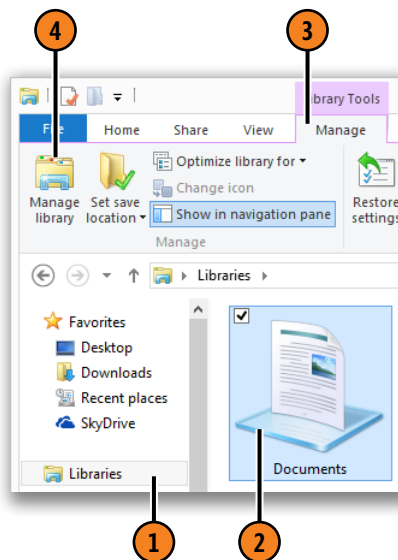 4 3
Library Tools
File Home Share View Manage
Manage library
Set save location
Optimize library for
Change icon
Show in navigation pane
Restore settings
Manage
Libraries
Favorites
Desktop
Downloads
Recent places
SkyDrive
Libraries
Documents
1 2